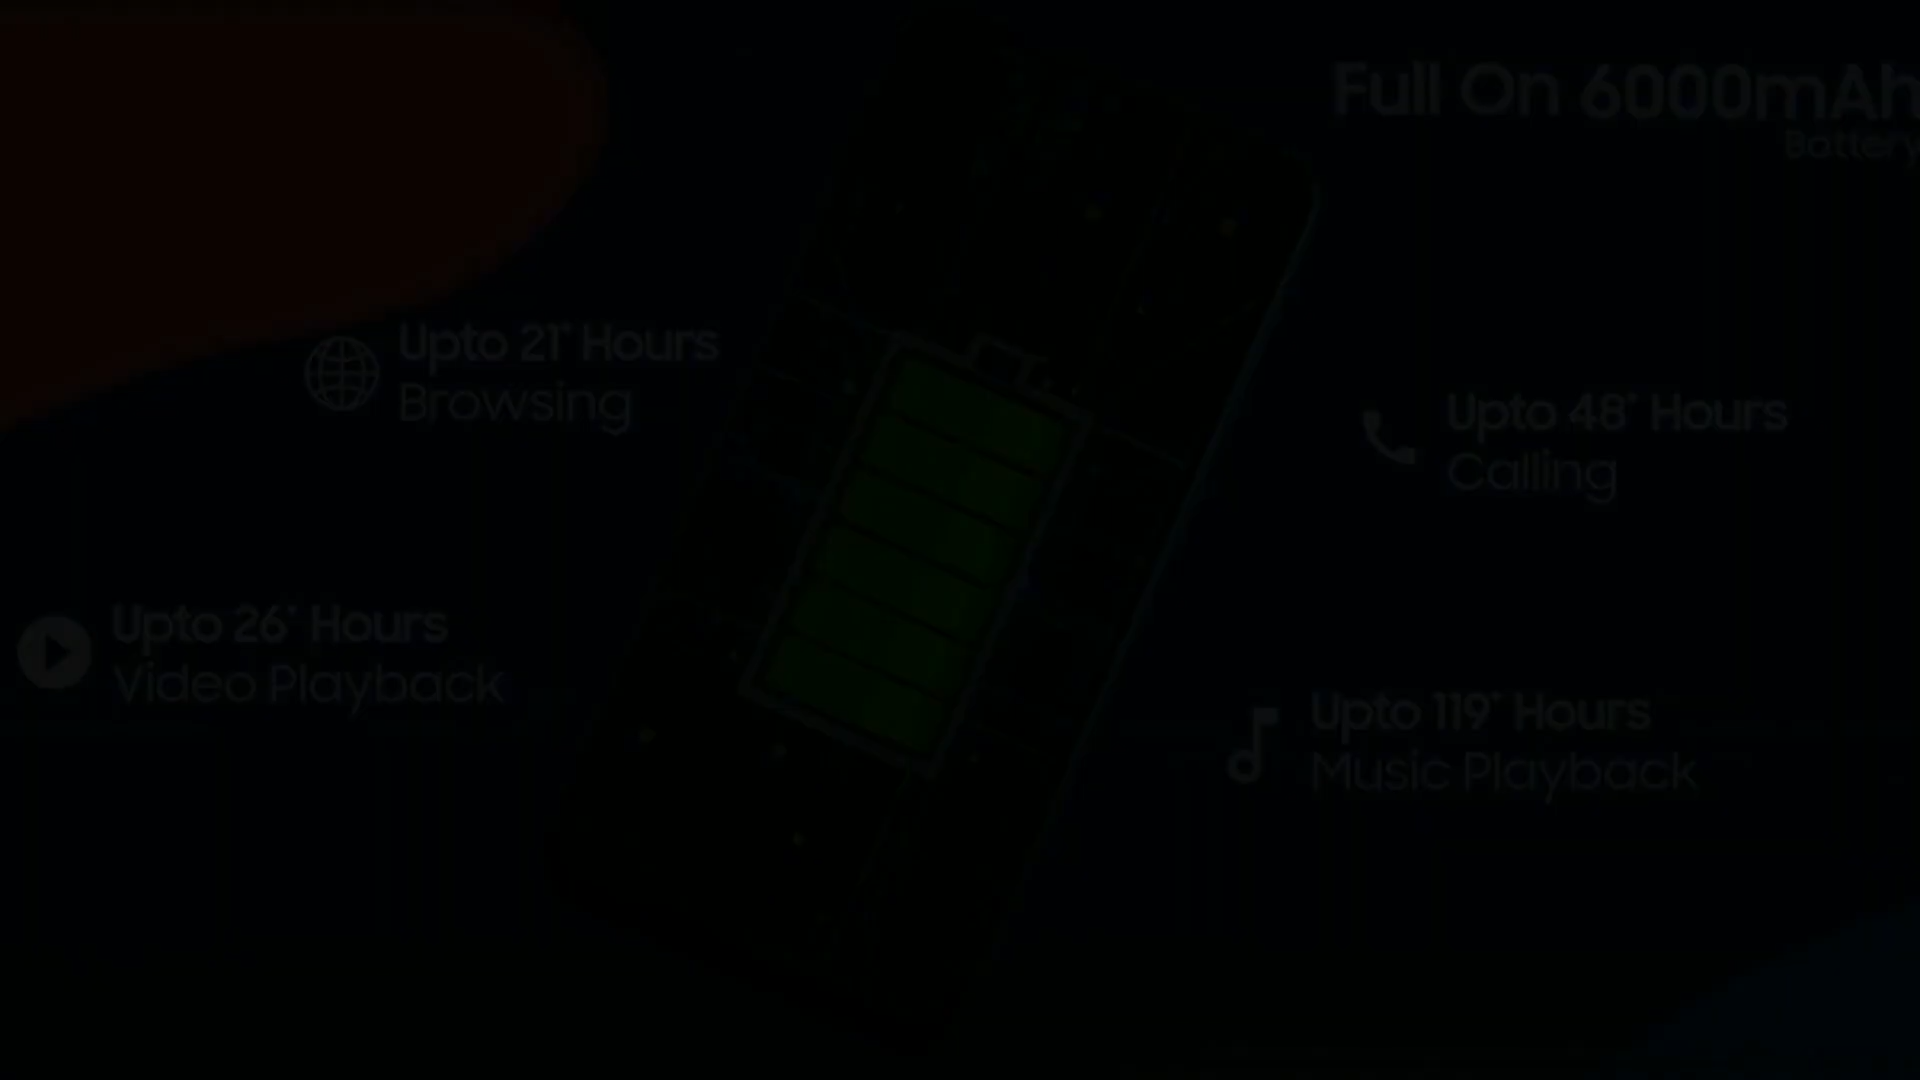 Full On 6000mAh
Battery
Upto 21* Hours
Browsing
Upto 48* Hours
Calling
Upto 26* Hours
Video Playback
Upto 119* Hours
Music Playback